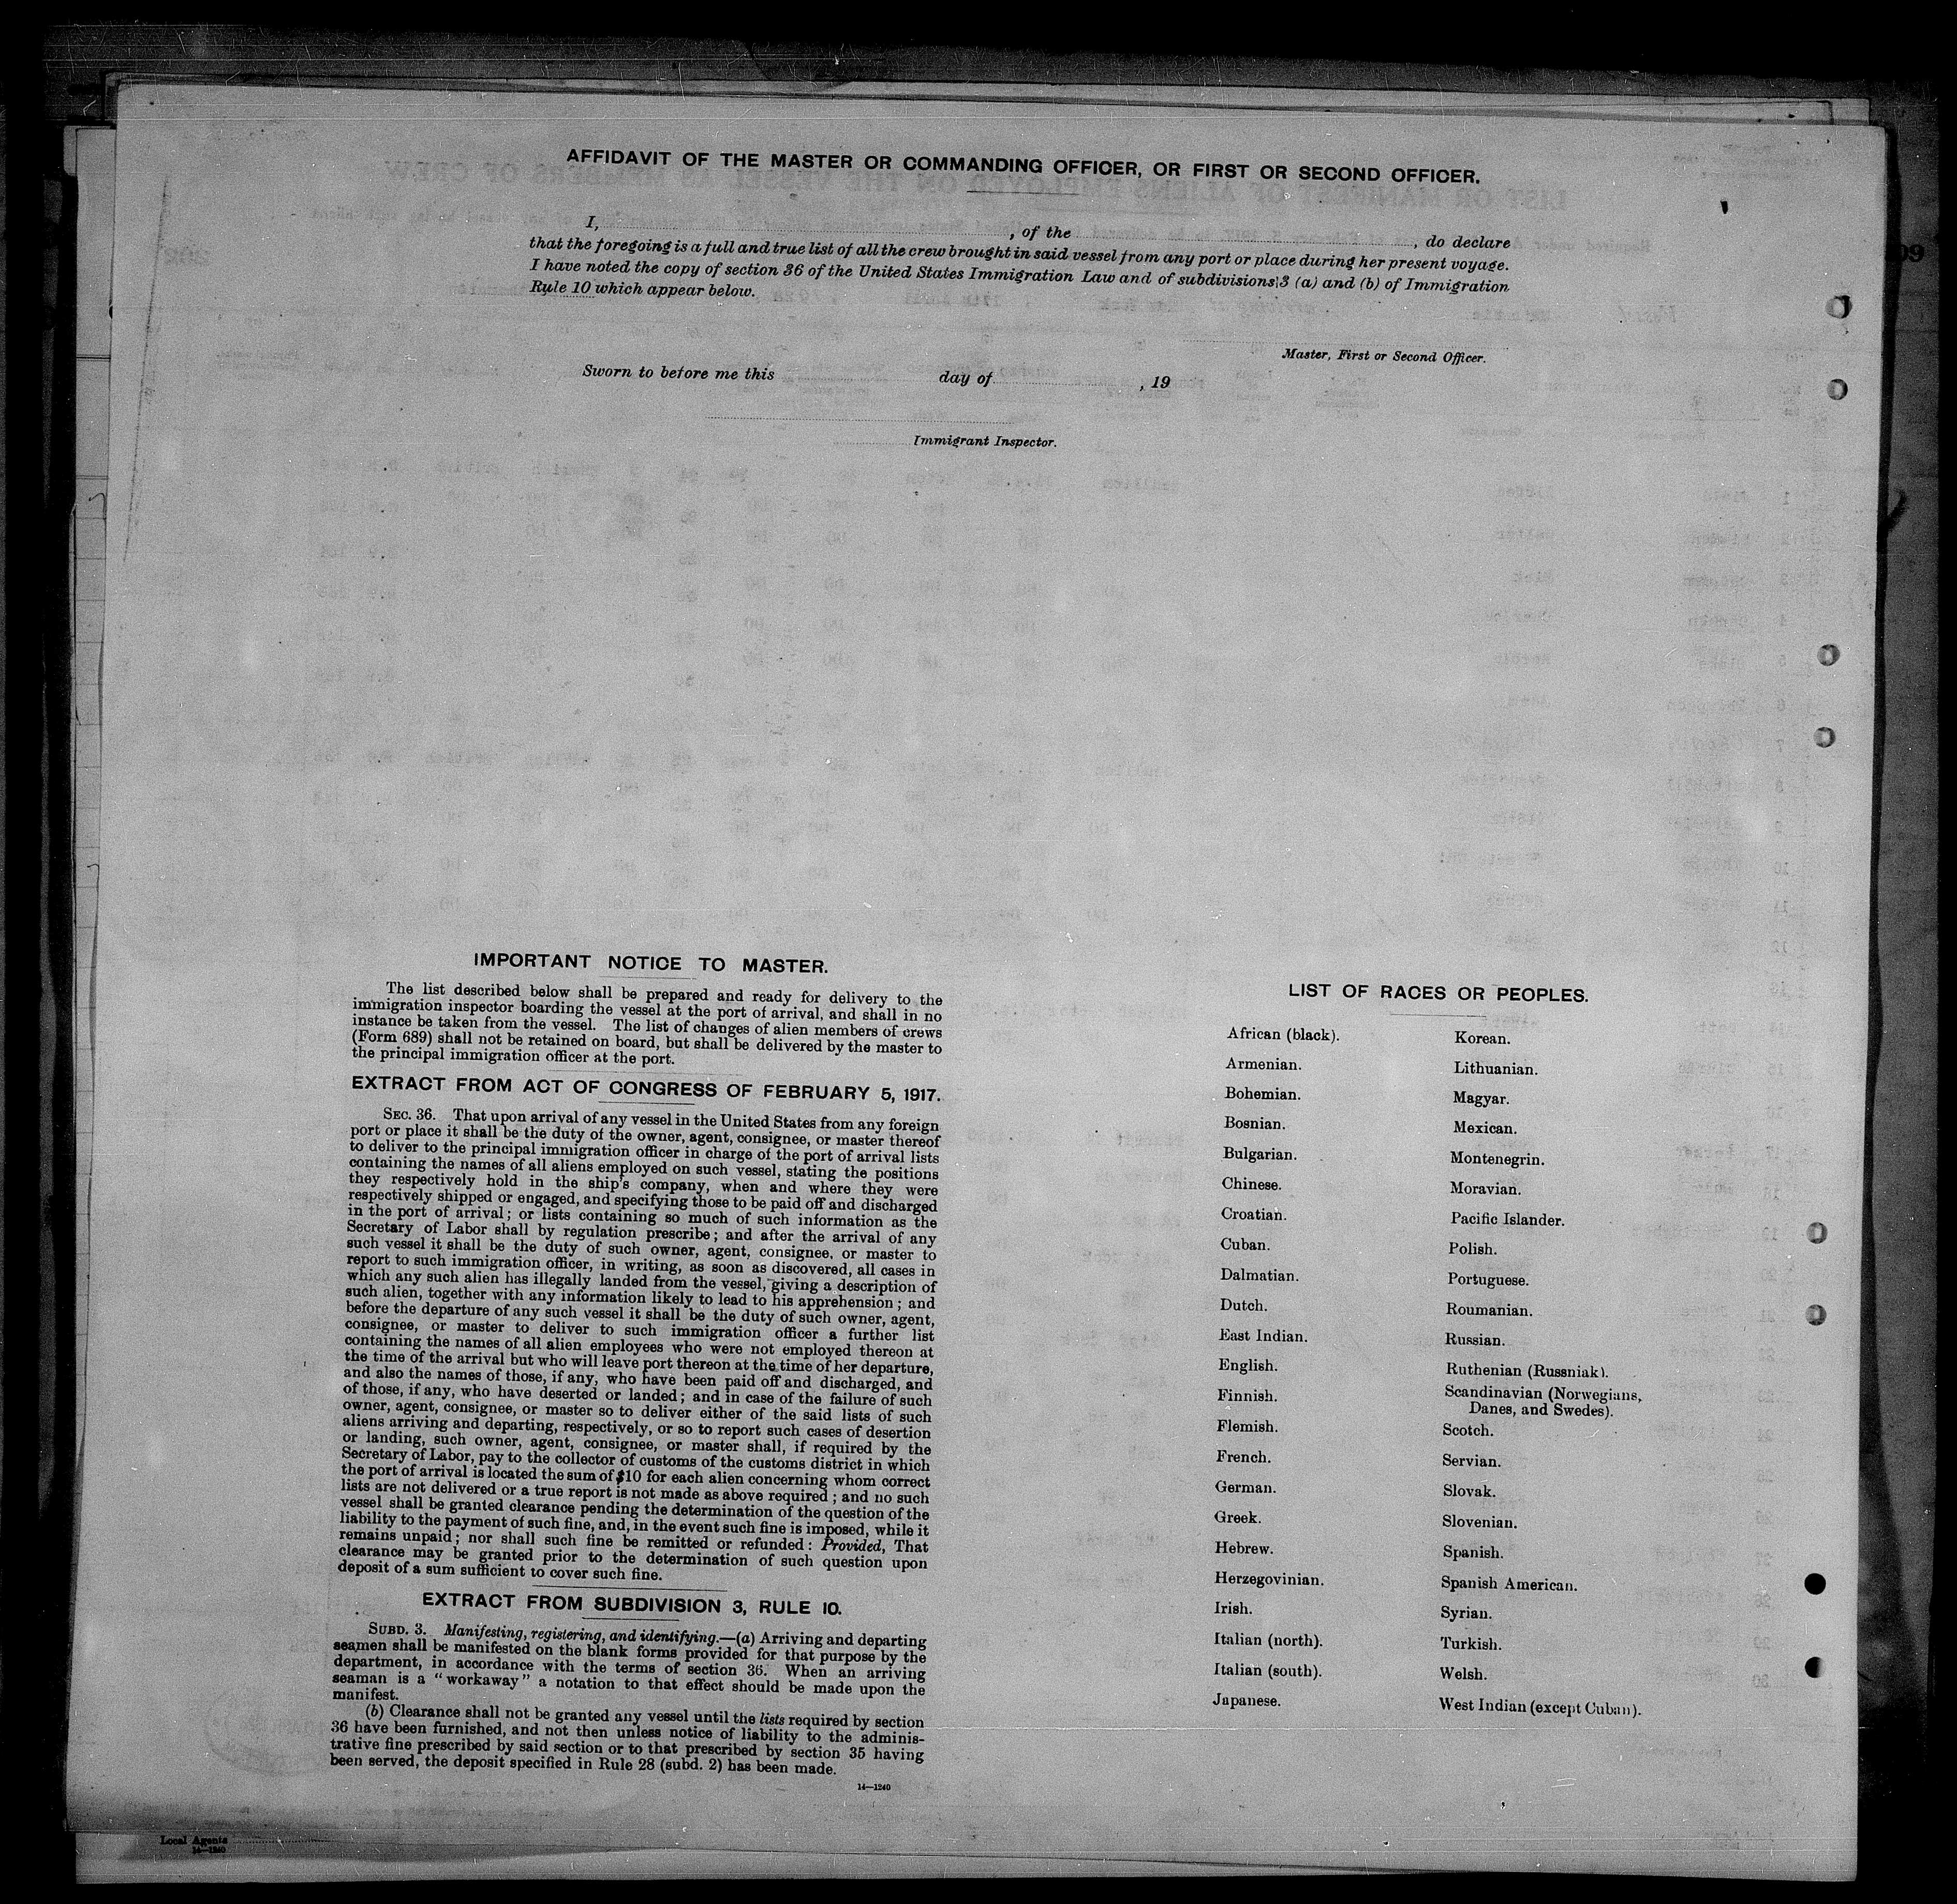 AFFIDAVIT OF THE MASTER OR COMMANDING OFFICER, OR FIRST OR SECOND OFFICER.
I, , of the , do declare
that the foregoing is a full and true list of all the crew brought in said vessel from any port or place during her present voyage.
I have noted the copy of section 36 of the United States Immigration Law and of subdivisions 3 (a) and (b) of Immigration
Rule 10 which appear below.
Master, First or Second Officer.
Sworn to before me this day of , 19
Immigrant Inspector.
09
IMPORTANT NOTICE TO MASTER.
The list described below shall be prepared and ready for delivery to the
immigration inspector boarding the vessel at the port of arrival, and shall in no
instance be taken from the vessel. The list of changes of alien members of crews
(Form 689) shall not be retained on board, but shall be delivered by the master to
the principal immigration officer at the port.
EXTRACT FROM ACT OF CONGRESS OF FEBRUARY 5, 1917.
SEC. 36. That upon arrival of any vessel in the United States from any foreign
port or place it shall be the duty of the owner, agent, consignee, or master thereof
to deliver to the principal immigration officer in charge of the port of arrival lists
containing the names of all aliens employed on such vessel, stating the positions
they respectively hold in the ship's company, when and where they were
respectively shipped or engaged, and specifying those to be paid off and discharged
in the port of arrival; or lists containing so much of such information as the
Secretary of Labor shall by regulation prescribe; and after the arrival of any
such vessel it shall be the duty of such owner, agent, consignee, or master to
report to such immigration officer, in writing, as soon as discovered, all cases in
which any such alien has illegally landed from the vessel, giving a description of
such alien, together with any information likely to lead to his apprehension; and
before the departure of any such vessel it shall be the duty of such owner, agent,
consignee, or master to deliver to such immigration officer a further list
containing the names of all alien employees who were not employed thereon at
the time of the arrival but who will leave port thereon at the time of her departure,
and also the names of those, if any, who have been paid off and discharged, and
of those, if any, who have deserted or landed; and in case of the failure of such
owner, agent, consignee, or master so to deliver either of the said lists of such
aliens arriving and departing, respectively, or so to report such cases of desertion
or landing, such owner, agent, consignee, or master shall, if required by the
Secretary of Labor, pay to the collector of customs of the customs district in which
the port of arrival is located the sum of $10 for each alien concerning whom correct
lists are not delivered or a true report is not made as above required; and no such
vessel shall be granted clearance pending the determination of the question of the
liability to the payment of such fine, and, in the event such fine is imposed, while it
remains unpaid; nor shall such fine be remitted or refunded: Provided, That
clearance may be granted prior to the determination of such question upon
deposit of a sum sufficient to cover such fine.
EXTRACT FROM SUBDIVISION 3, RULE 10.
SUBD. 3. Manifesting, registering, and identifying.—(a) Arriving and departing
seamen shall be manifested on the blank forms provided for that purpose by the
department, in accordance with the terms of section 36. When an arriving
seaman is a "workaway" a notation to that effect should be made upon the
manifest.
(b) Clearance shall not be granted any vessel until the lists required by section
36 have been furnished, and not then unless notice of liability to the adminis-
trative fine prescribed by said section or to that prescribed by section 35 having
been served, the deposit specified in Rule 28 (subd. 2) has been made.
14—1240
LIST OF RACES OR PEOPLES.
African (black).
Armenian.
Bohemian.
Bosnian.
Bulgarian.
Chinese.
Croatian.
Cuban.
Dalmatian.
Dutch.
East Indian.
English.
Finnish.
Flemish.
French.
German.
Greek.
Hebrew.
Herzegovinian.
Irish.
Italian (north).
Italian (south).
Japanese.
Korean.
Lithuanian.
Magyar.
Mexican.
Montenegrin.
Moravian.
Pacific Islander.
Polish.
Portuguese.
Roumanian.
Russian.
Ruthenian (Russniak).
Scandinavian (Norwegians,
Danes, and Swedes).
Scotch.
Servian.
Slovak.
Slovenian.
Spanish.
Spanish American.
Syrian.
Turkish.
Welsh.
West Indian (except Cuban).
Local Agents
14—1240